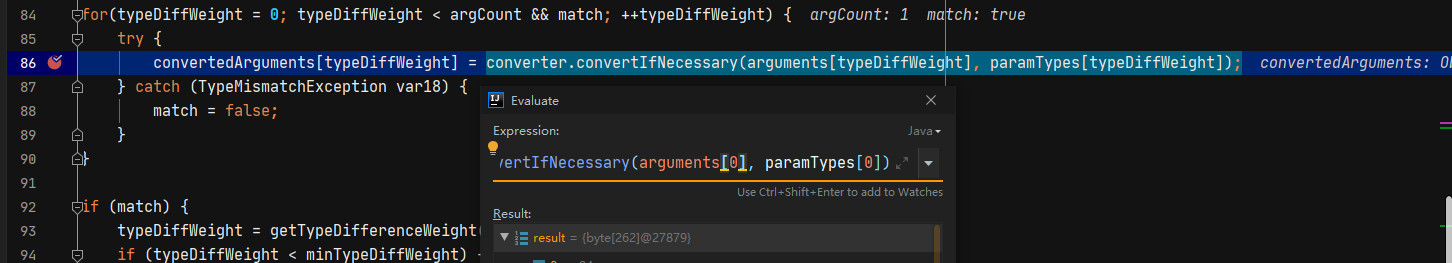 84 for(typeDiffWeight = 0; typeDiffWeight < argCount && match; ++typeDiffWeight) { argCount: 1 match: true
85 try {
86 convertedArguments[typeDiffWeight] = converter.convertIfNecessary(arguments[typeDiffWeight], paramTypes[typeDiffWeight]); convertedArguments:
87 } catch (TypeMismatchException var18) {
88 match = false;
89 }
90 }
91
92 if (match) {
93 typeDiffWeight = getTypeDifferenceWeight
94 if (typeDiffWeight < minTypeDiffWeight)
Evaluate
Expression:
Java
vertIfNecessary(arguments[0], paramTypes[0])
Use Ctrl+Shift+Enter to add to Watches
Result:
result = {byte[262]@27879}